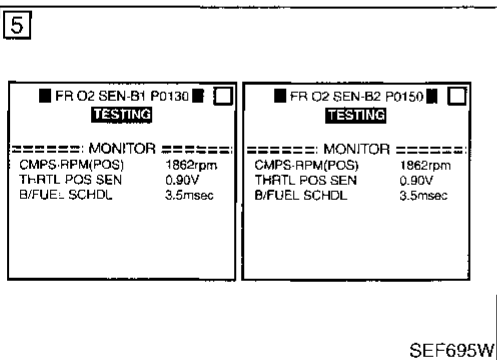 5
FR O2 SEN-B1 P0130
TESTING
====== MONITOR ======
CMPS·RPM(POS) 1862rpm
THRTL POS SEN 0.90V
B/FUEL SCHDL 3.5msec
FR O2 SEN-B2 P0150
TESTING
====== MONITOR ======
CMPS·RPM(POS) 1862rpm
THRTL POS SEN 0.90V
B/FUEL SCHDL 3.5msec
SEF695W